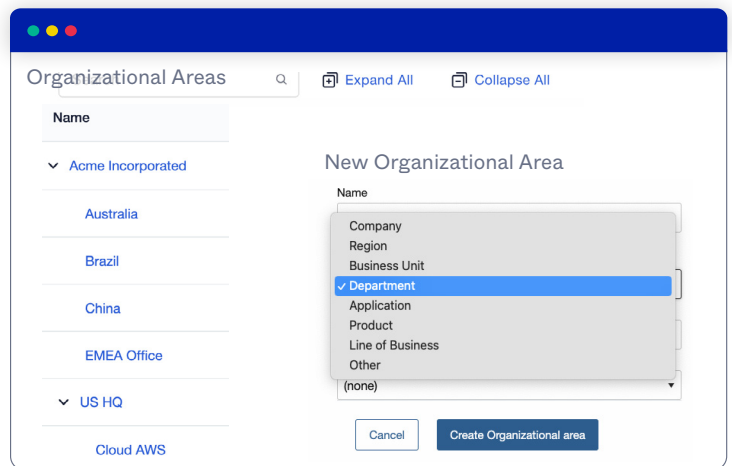 Organizational Areas
Expand All
Collapse All
Name
Acme Incorporated
Australia
Brazil
China
EMEA Office
US HQ
Cloud AWS
New Organizational Area
Name
Company
Region
Business Unit
Department
Application
Product
Line of Business
Other
(none)
Cancel
Create Organizational area